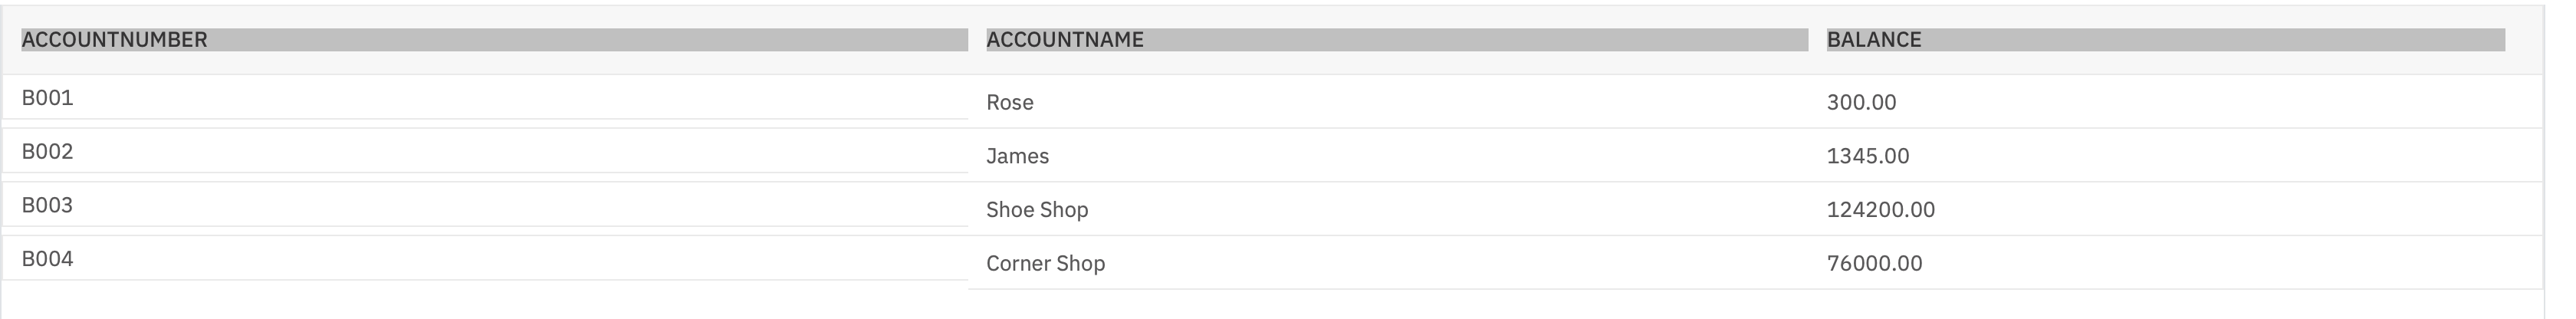 ACCOUNTNUMBER ACCOUNTNAME BALANCE
B001 Rose 300.00
B002 James 1345.00
B003 Shoe Shop 124200.00
B004 Corner Shop 76000.00